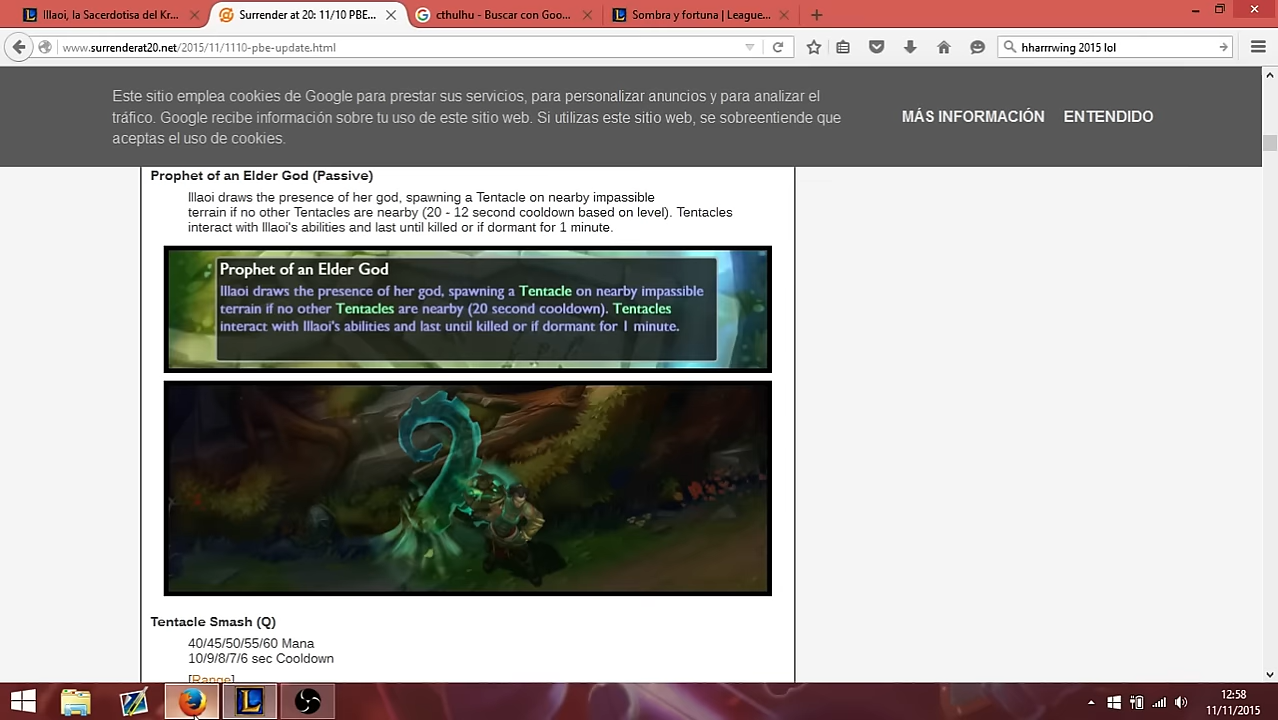 Illaoi, la Sacerdotisa del Kr...
Surrender at 20: 11/10 PBE...
cthulhu - Buscar con Goo...
Sombra y fortuna | League...
www.surrenderat20.net/2015/11/1110-pbe-update.html
hharrrwing 2015 lol
Este sitio emplea cookies de Google para prestar sus servicios, para personalizar anuncios y para analizar el
tráfico. Google recibe información sobre tu uso de este sitio web. Si utilizas este sitio web, se sobreentiende que
aceptas el uso de cookies.
MÁS INFORMACIÓN
ENTENDIDO
Prophet of an Elder God (Passive)
Illaoi draws the presence of her god, spawning a Tentacle on nearby impassible
terrain if no other Tentacles are nearby (20 - 12 second cooldown based on level). Tentacles
interact with Illaoi's abilities and last until killed or if dormant for 1 minute.
Prophet of an Elder God
Illaoi draws the presence of her god, spawning a Tentacle on nearby impassible
terrain if no other Tentacles are nearby (20 second cooldown). Tentacles
interact with Illaoi's abilities and last until killed or if dormant for 1 minute.
Tentacle Smash (Q)
40/45/50/55/60 Mana
10/9/8/7/6 sec Cooldown
[Range]
12:58
11/11/2015